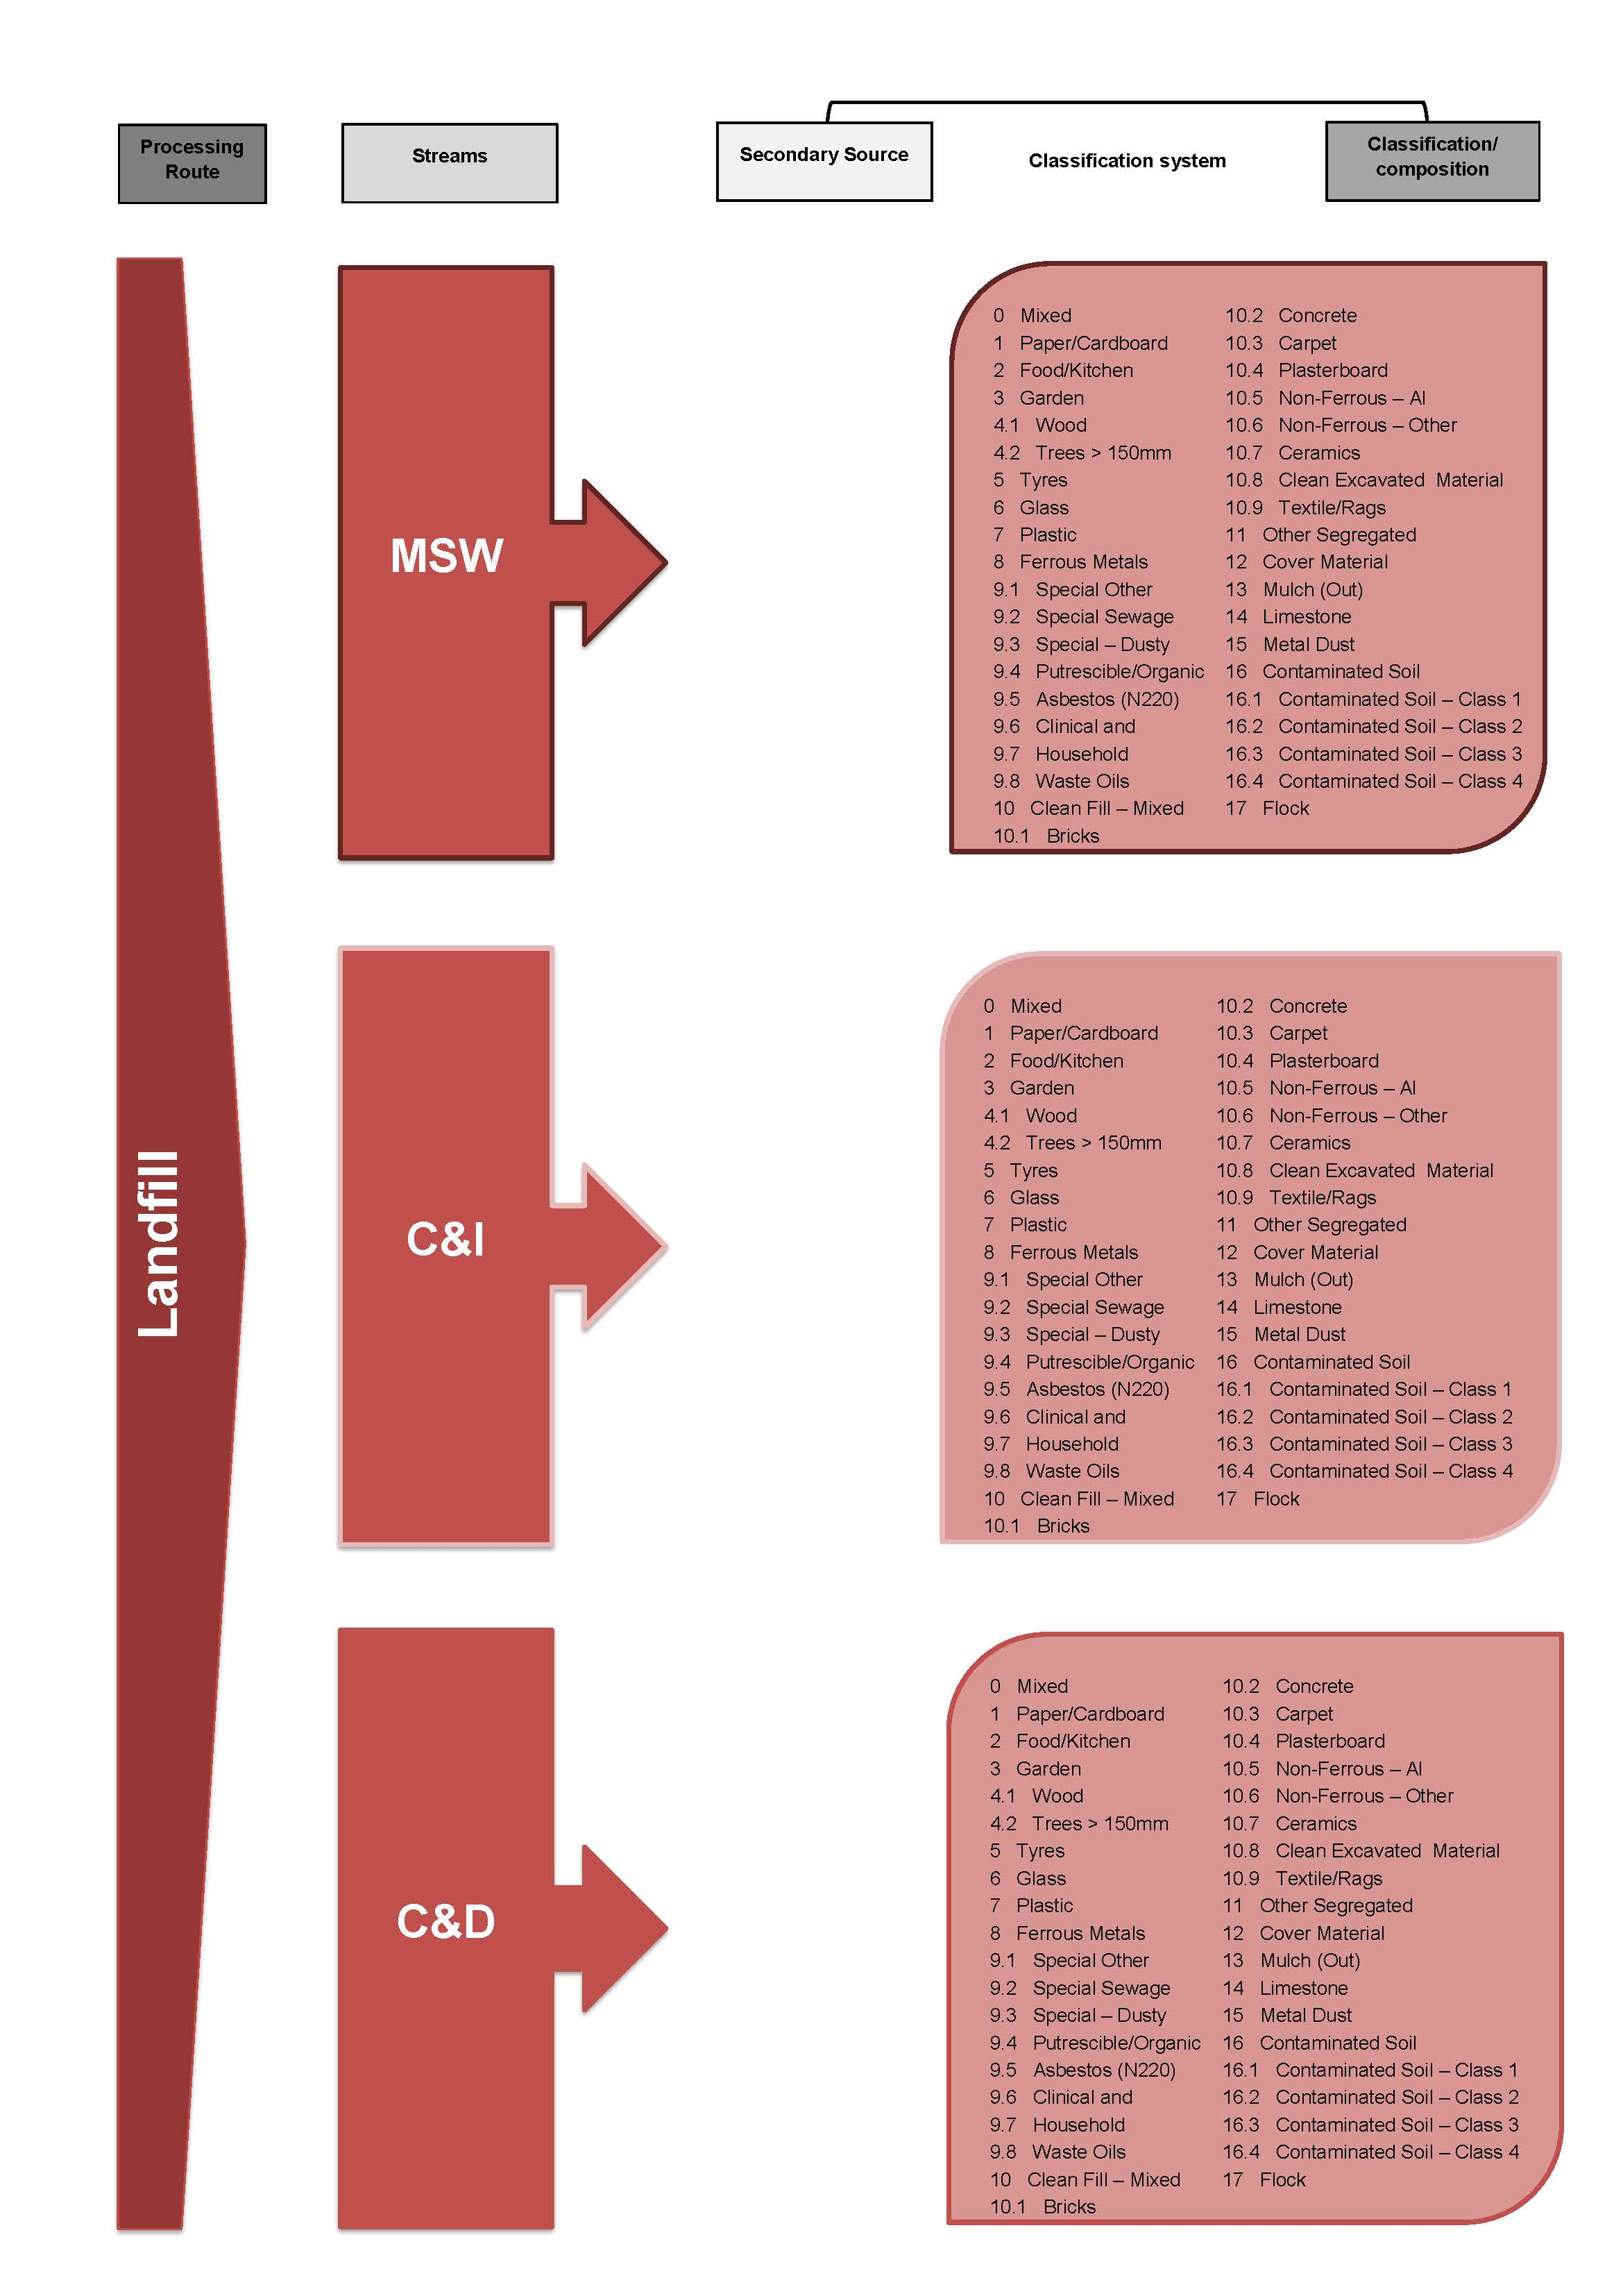 Processing
Route
Streams
Secondary Source
Classification system
Classification/
composition
Landfill
MSW
0 Mixed
1 Paper/Cardboard
2 Food/Kitchen
3 Garden
4.1 Wood
4.2 Trees > 150mm
5 Tyres
6 Glass
7 Plastic
8 Ferrous Metals
9.1 Special Other
9.2 Special Sewage
9.3 Special – Dusty
9.4 Putrescible/Organic
9.5 Asbestos (N220)
9.6 Clinical and
9.7 Household
9.8 Waste Oils
10 Clean Fill – Mixed
10.1 Bricks
10.2 Concrete
10.3 Carpet
10.4 Plasterboard
10.5 Non-Ferrous – Al
10.6 Non-Ferrous – Other
10.7 Ceramics
10.8 Clean Excavated Material
10.9 Textile/Rags
11 Other Segregated
12 Cover Material
13 Mulch (Out)
14 Limestone
15 Metal Dust
16 Contaminated Soil
16.1 Contaminated Soil – Class 1
16.2 Contaminated Soil – Class 2
16.3 Contaminated Soil – Class 3
16.4 Contaminated Soil – Class 4
17 Flock
C&I
0 Mixed
1 Paper/Cardboard
2 Food/Kitchen
3 Garden
4.1 Wood
4.2 Trees > 150mm
5 Tyres
6 Glass
7 Plastic
8 Ferrous Metals
9.1 Special Other
9.2 Special Sewage
9.3 Special – Dusty
9.4 Putrescible/Organic
9.5 Asbestos (N220)
9.6 Clinical and
9.7 Household
9.8 Waste Oils
10 Clean Fill – Mixed
10.1 Bricks
10.2 Concrete
10.3 Carpet
10.4 Plasterboard
10.5 Non-Ferrous – Al
10.6 Non-Ferrous – Other
10.7 Ceramics
10.8 Clean Excavated Material
10.9 Textile/Rags
11 Other Segregated
12 Cover Material
13 Mulch (Out)
14 Limestone
15 Metal Dust
16 Contaminated Soil
16.1 Contaminated Soil – Class 1
16.2 Contaminated Soil – Class 2
16.3 Contaminated Soil – Class 3
16.4 Contaminated Soil – Class 4
17 Flock
C&D
0 Mixed
1 Paper/Cardboard
2 Food/Kitchen
3 Garden
4.1 Wood
4.2 Trees > 150mm
5 Tyres
6 Glass
7 Plastic
8 Ferrous Metals
9.1 Special Other
9.2 Special Sewage
9.3 Special – Dusty
9.4 Putrescible/Organic
9.5 Asbestos (N220)
9.6 Clinical and
9.7 Household
9.8 Waste Oils
10 Clean Fill – Mixed
10.1 Bricks
10.2 Concrete
10.3 Carpet
10.4 Plasterboard
10.5 Non-Ferrous – Al
10.6 Non-Ferrous – Other
10.7 Ceramics
10.8 Clean Excavated Material
10.9 Textile/Rags
11 Other Segregated
12 Cover Material
13 Mulch (Out)
14 Limestone
15 Metal Dust
16 Contaminated Soil
16.1 Contaminated Soil – Class 1
16.2 Contaminated Soil – Class 2
16.3 Contaminated Soil – Class 3
16.4 Contaminated Soil – Class 4
17 Flock